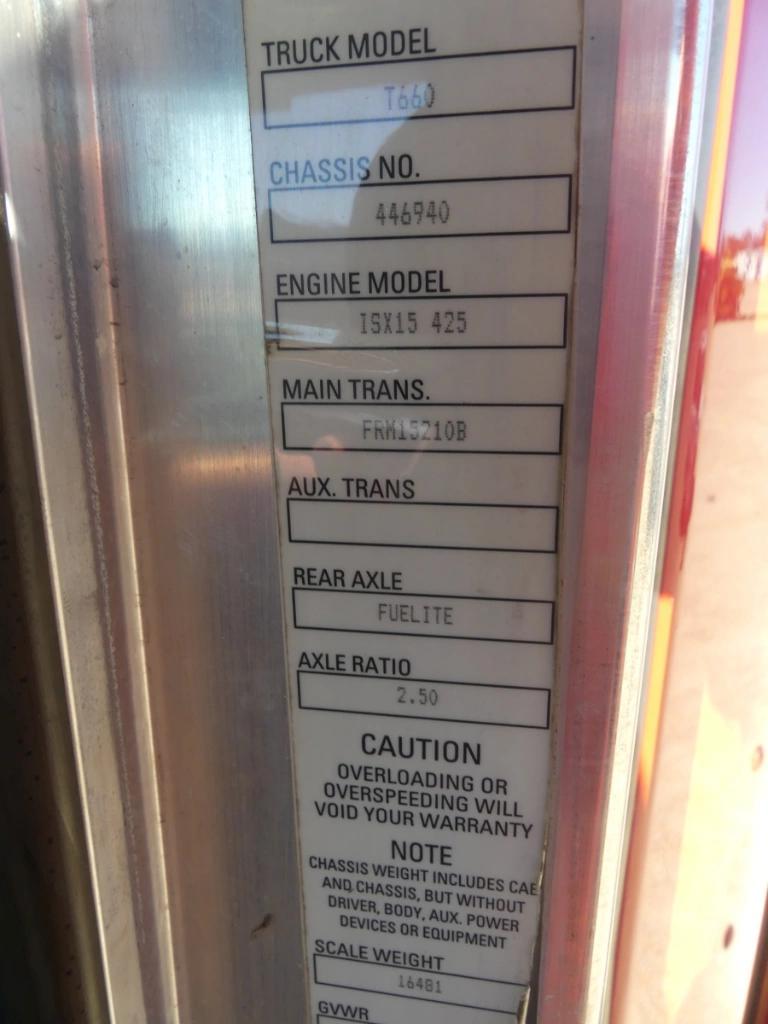 TRUCK MODEL
T660
CHASSIS NO.
446940
ENGINE MODEL
ISX15 425
MAIN TRANS.
FRM15210B
AUX. TRANS
REAR AXLE
FUELITE
AXLE RATIO
2.50
CAUTION
OVERLOADING OR
OVERSPEEDING WILL
VOID YOUR WARRANTY
NOTE
CHASSIS WEIGHT INCLUDES CAB
AND CHASSIS, BUT WITHOUT
DRIVER, BODY, AUX. POWER
DEVICES OR EQUIPMENT
SCALE WEIGHT
16481
GVWR